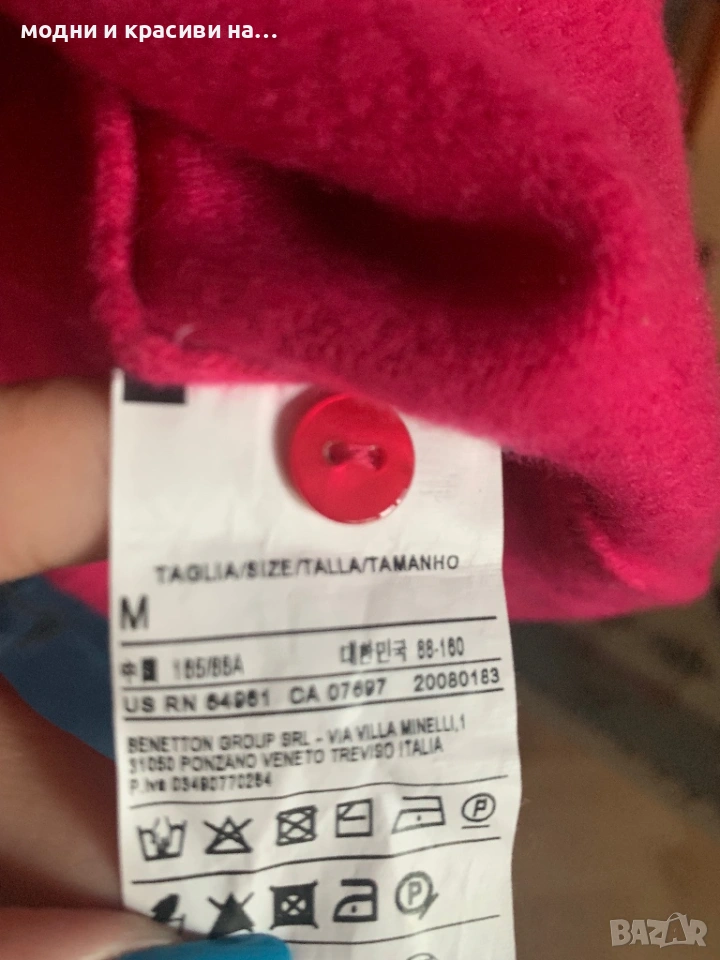 модни и красиви на...
TAGLIA/SIZE/TALLA/TAMANHO
M
中国 165/88A 대한민국 88-160
US RN 64961 CA 07697 20080183
BENETTON GROUP SRL - VIA VILLA MINELLI,1
31050 PONZANO VENETO TREVISO ITALIA
P.Iva 03490770264
P
P
BAZAR